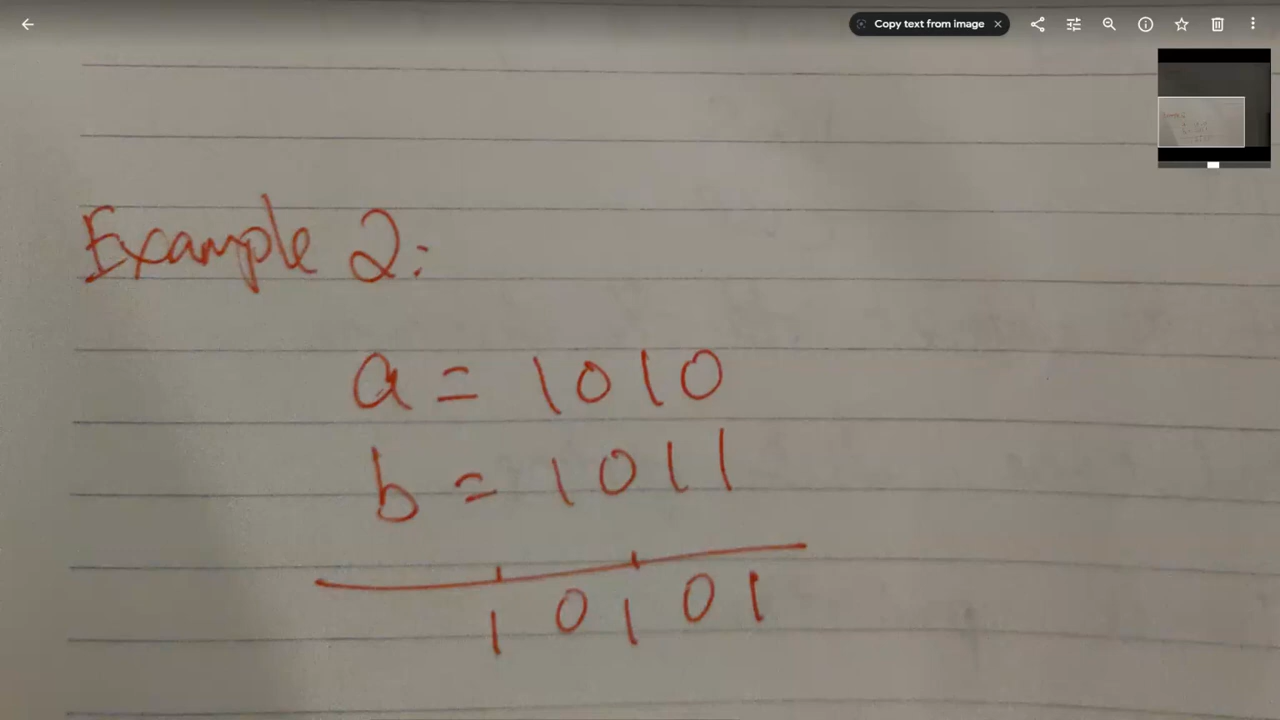 Copy text from image
Example 2:
a = 1010
b = 1011
10101